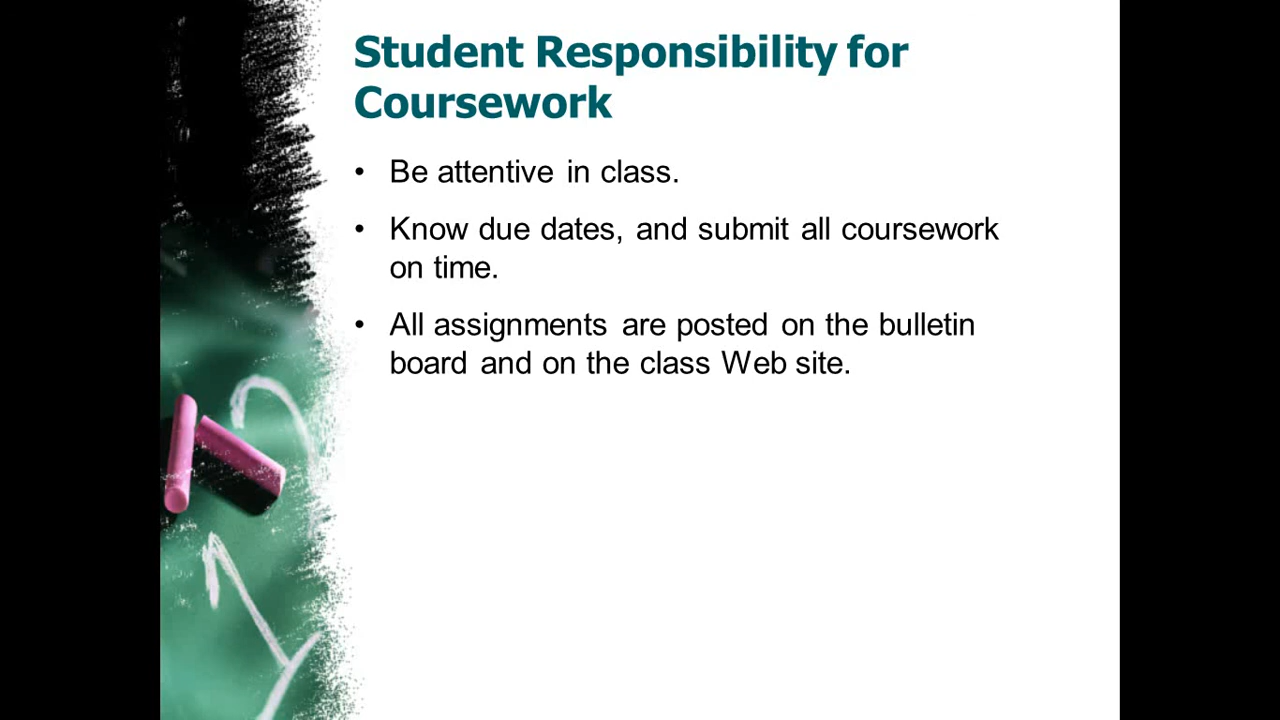 Student Responsibility for
Coursework
• Be attentive in class.
• Know due dates, and submit all coursework
on time.
• All assignments are posted on the bulletin
board and on the class Web site.